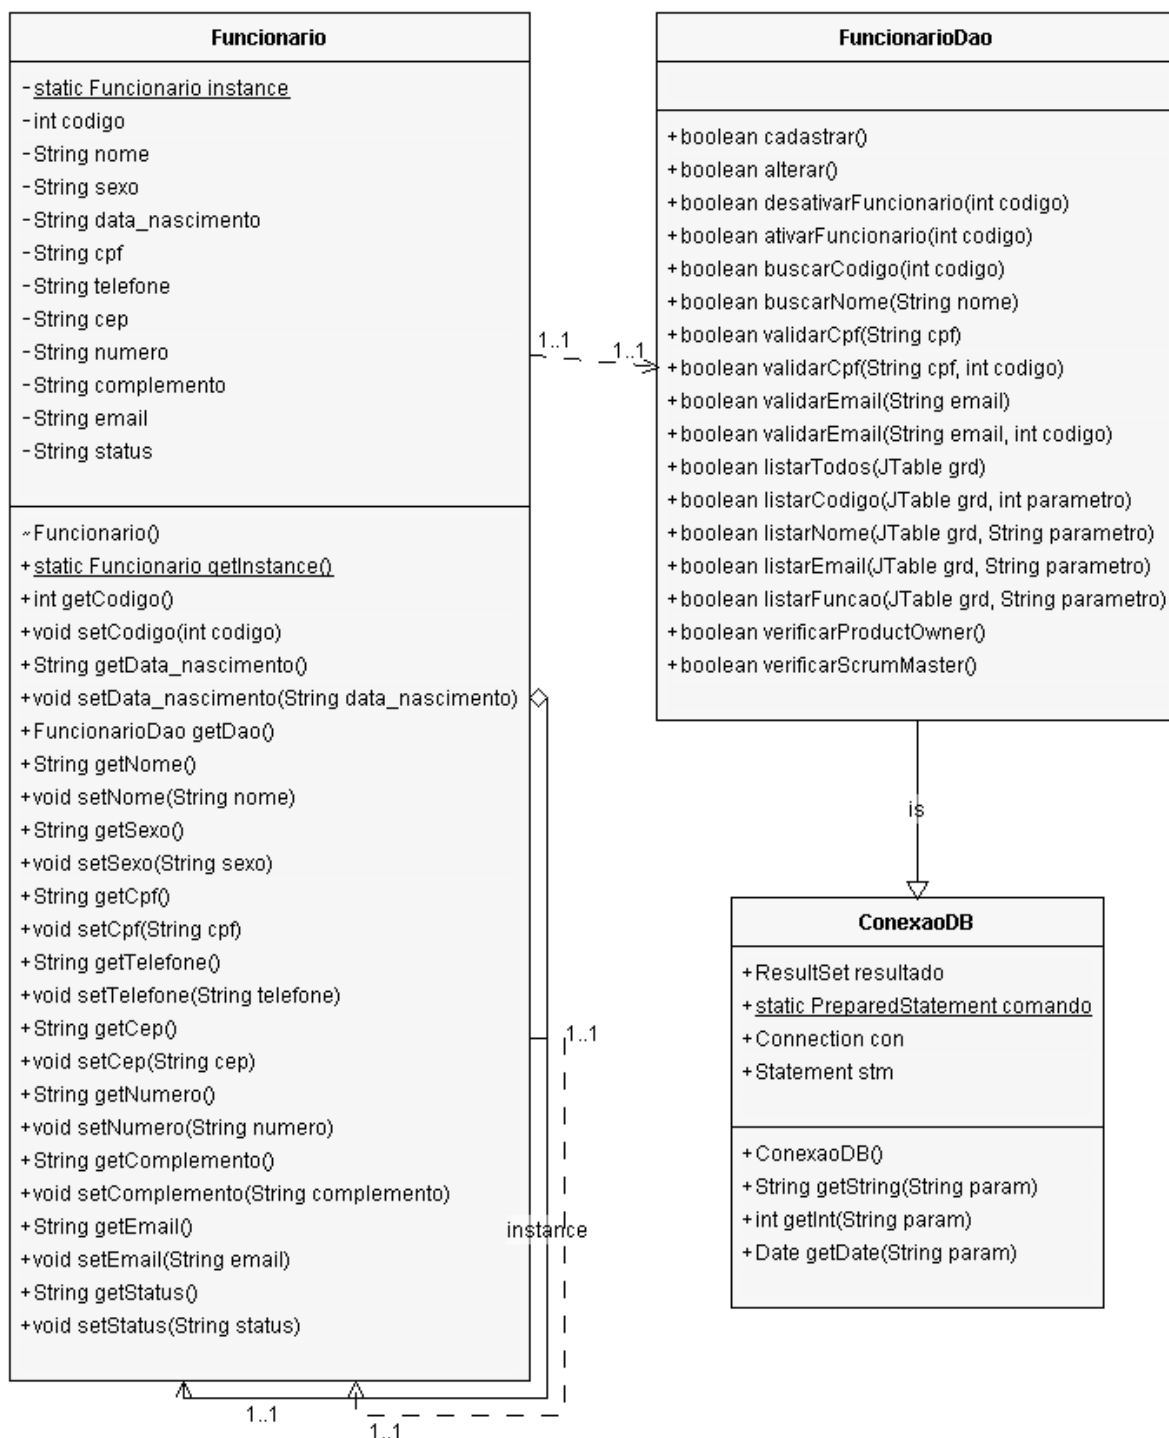 Funcionario
-static Funcionario instance
-int codigo
-String nome
-String sexo
-String data_nascimento
-String cpf
-String telefone
-String cep
-String numero
-String complemento
-String email
-String status
~Funcionario()
+static Funcionario getInstance()
+int getCodigo()
+void setCodigo(int codigo)
+String getData_nascimento()
+void setData_nascimento(String data_nascimento)
+FuncionarioDao getDao()
+String getNome()
+void setNome(String nome)
+String getSexo()
+void setSexo(String sexo)
+String getCpf()
+void setCpf(String cpf)
+String getTelefone()
+void setTelefone(String telefone)
+String getCep()
+void setCep(String cep)
+String getNumero()
+void setNumero(String numero)
+String getComplemento()
+void setComplemento(String complemento)
+String getEmail()
+void setEmail(String email)
+String getStatus()
+void setStatus(String status)
1..1
1..1
FuncionarioDao
+boolean cadastrar()
+boolean alterar()
+boolean desativarFuncionario(int codigo)
+boolean ativarFuncionario(int codigo)
+boolean buscarCodigo(int codigo)
+boolean buscarNome(String nome)
+boolean validarCpf(String cpf)
+boolean validarCpf(String cpf, int codigo)
+boolean validarEmail(String email)
+boolean validarEmail(String email, int codigo)
+boolean listarTodos(JTable grd)
+boolean listarCodigo(JTable grd, int parametro)
+boolean listarNome(JTable grd, String parametro)
+boolean listarEmail(JTable grd, String parametro)
+boolean listarFuncao(JTable grd, String parametro)
+boolean verificarProductOwner()
+boolean verificarScrumMaster()
is
ConexaoDB
+ResultSet resultado
+static PreparedStatement comando
+Connection con
+Statement stm
+ConexaoDB()
+String getString(String param)
+int getInt(String param)
+Date getDate(String param)
1..1
instance
1..1
1..1